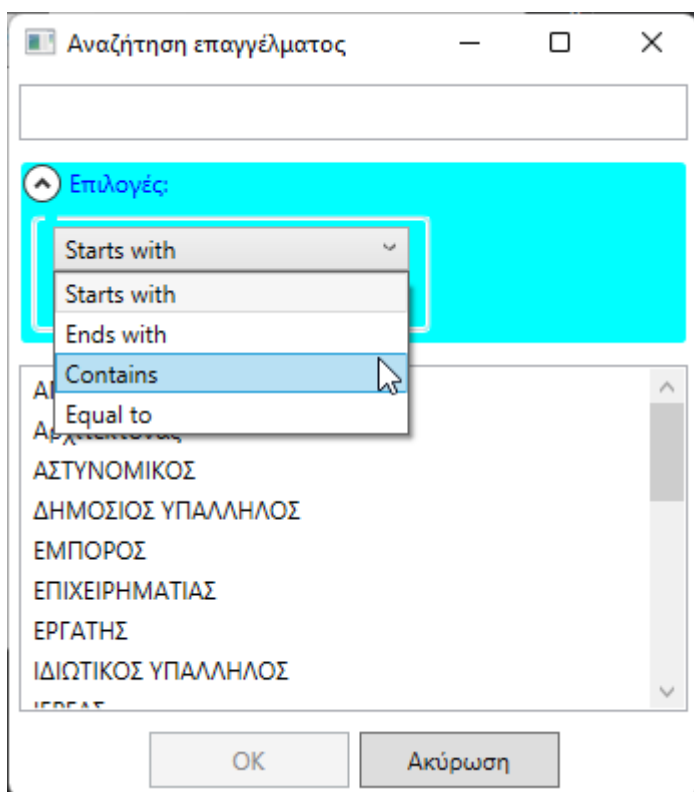 Αναζήτηση επαγγέλματος
Επιλογές:
Starts with
Starts with
Ends with
Contains
Equal to
ΑΣΤΥΝΟΜΙΚΟΣ
ΔΗΜΟΣΙΟΣ ΥΠΑΛΛΗΛΟΣ
ΕΜΠΟΡΟΣ
ΕΠΙΧΕΙΡΗΜΑΤΙΑΣ
ΕΡΓΑΤΗΣ
ΙΔΙΩΤΙΚΟΣ ΥΠΑΛΛΗΛΟΣ
OK
Ακύρωση